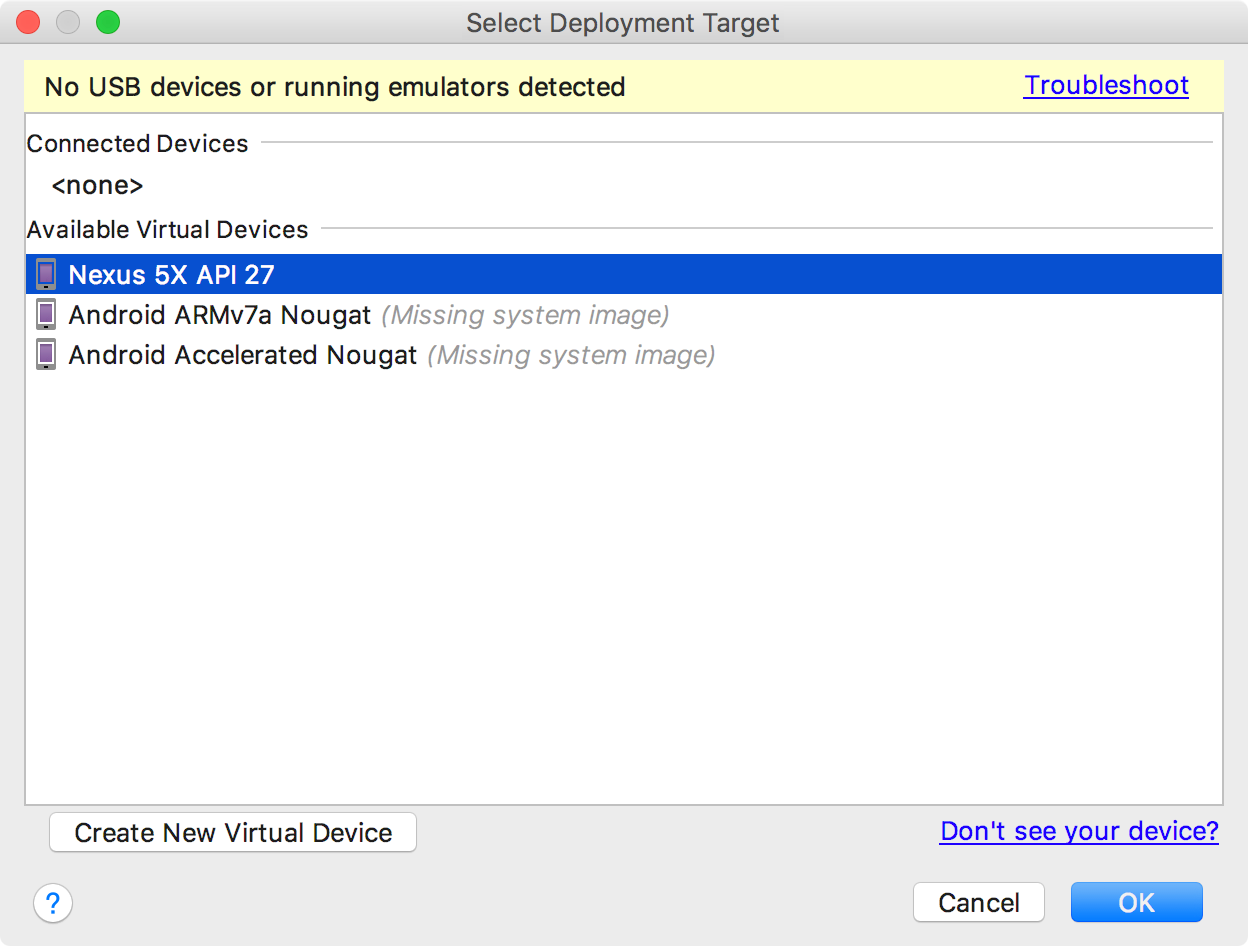 Select Deployment Target
No USB devices or running emulators detected Troubleshoot
Connected Devices
<none>
Available Virtual Devices
Nexus 5X API 27
Android ARMv7a Nougat (Missing system image)
Android Accelerated Nougat (Missing system image)
Create New Virtual Device Don't see your device?
? Cancel OK